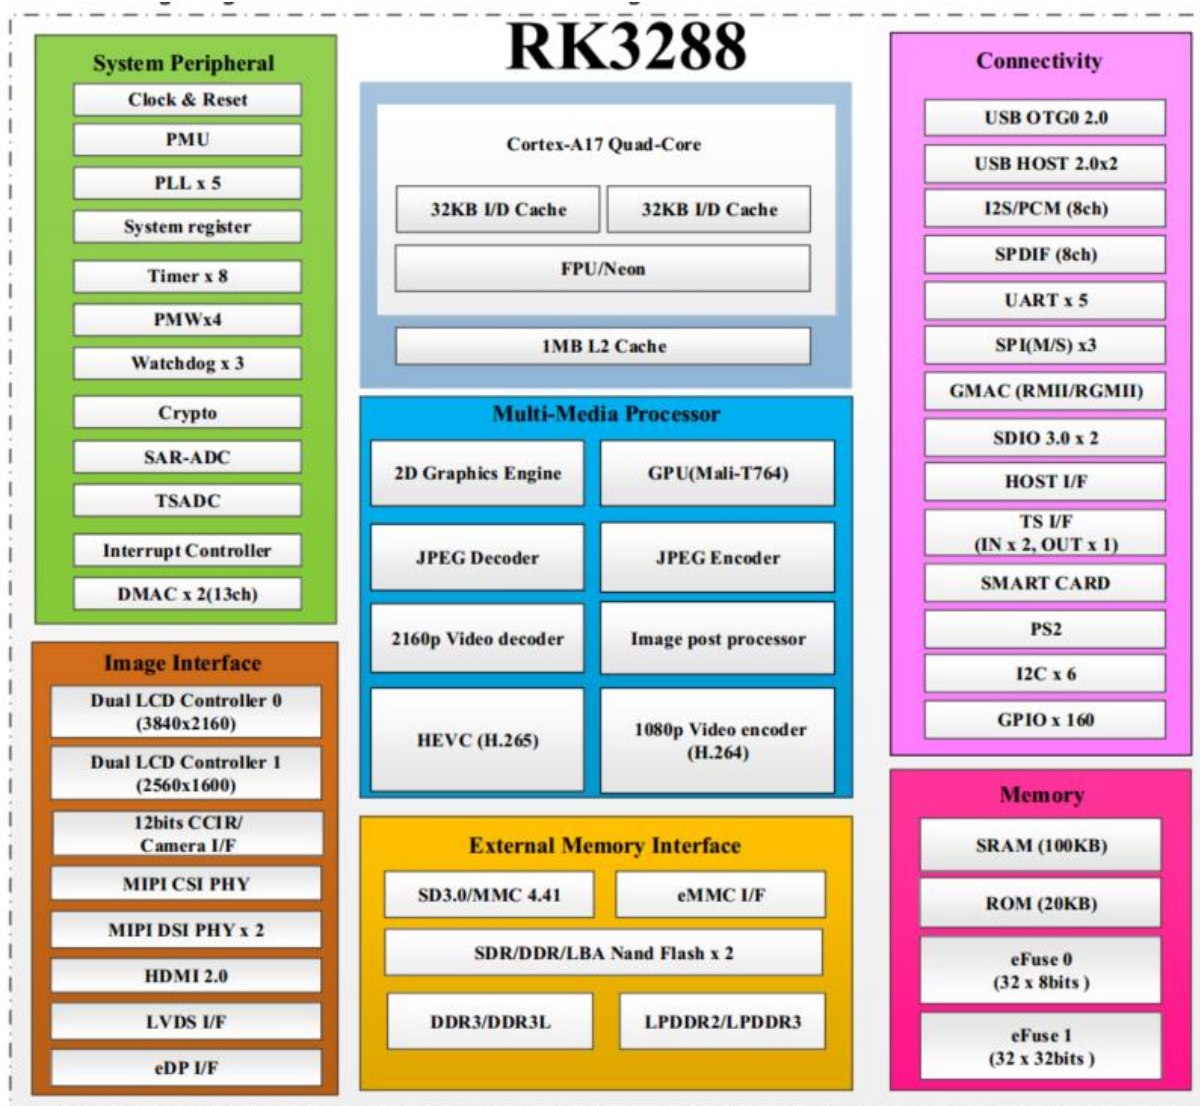 RK3288
System Peripheral
Clock & Reset
PMU
PLL x 5
System register
Timer x 8
PMWx4
Watchdog x 3
Crypto
SAR-ADC
TSADC
Interrupt Controller
DMAC x 2(13ch)
Image Interface
Dual LCD Controller 0
(3840x2160)
Dual LCD Controller 1
(2560x1600)
12bits CCIR/
Camera I/F
MIPI CSI PHY
MIPI DSI PHY x 2
HDMI 2.0
LVDS I/F
eDP I/F
Cortex-A17 Quad-Core
32KB I/D Cache
32KB I/D Cache
FPU/Neon
1MB L2 Cache
Multi-Media Processor
2D Graphics Engine
GPU(Mali-T764)
JPEG Decoder
JPEG Encoder
2160p Video decoder
Image post processor
HEVC (H.265)
1080p Video encoder
(H.264)
External Memory Interface
SD3.0/MMC 4.41
eMMC I/F
SDR/DDR/LBA Nand Flash x 2
DDR3/DDR3L
LPDDR2/LPDDR3
Connectivity
USB OTG0 2.0
USB HOST 2.0x2
I2S/PCM (8ch)
SPDIF (8ch)
UART x 5
SPI(M/S) x3
GMAC (RMII/RGMII)
SDIO 3.0 x 2
HOST I/F
TS I/F
(IN x 2, OUT x 1)
SMART CARD
PS2
I2C x 6
GPIO x 160
Memory
SRAM (100KB)
ROM (20KB)
eFuse 0
(32 x 8bits )
eFuse 1
(32 x 32bits )